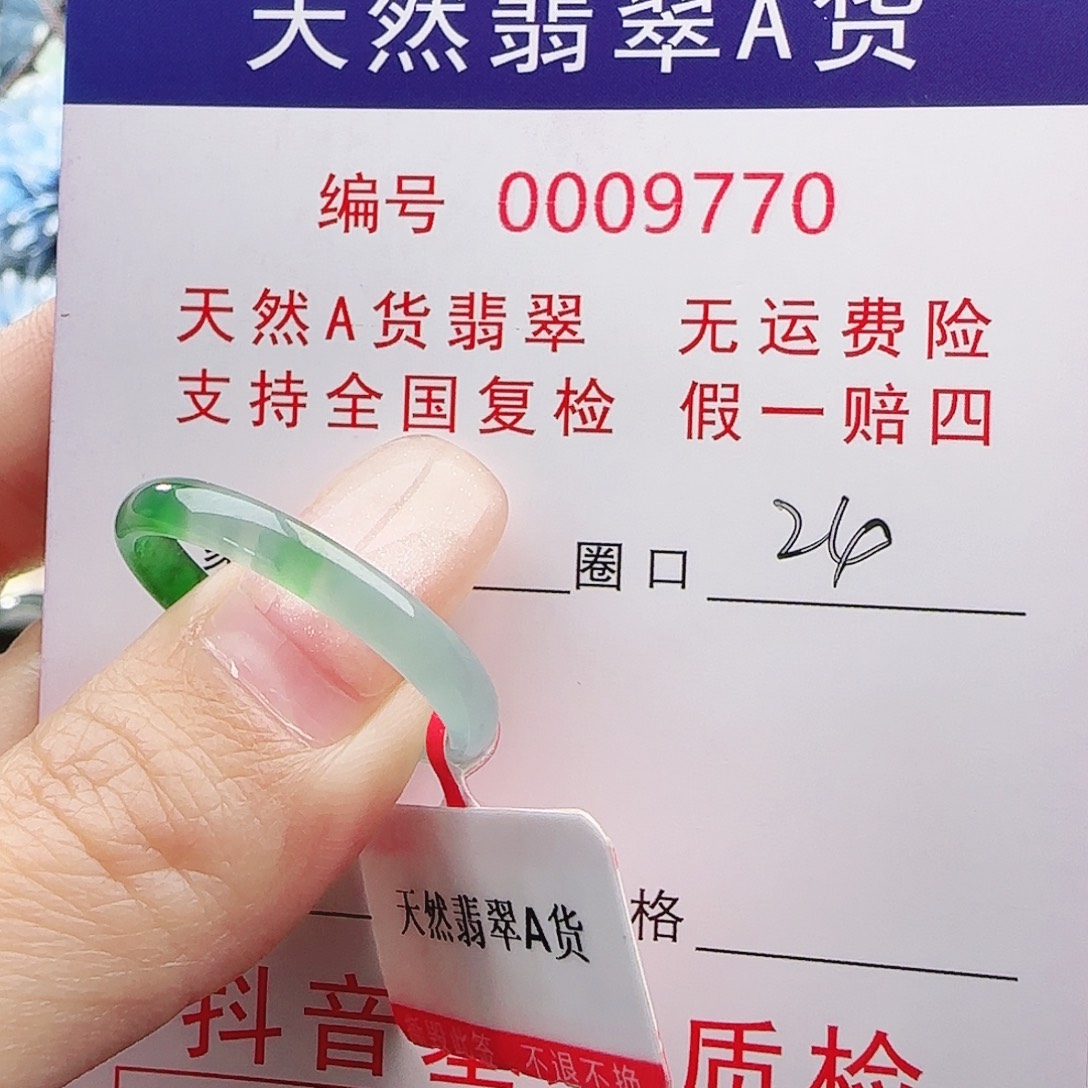 天然翡翠A货
编号 0009770
天然A货翡翠 无运费险
支持全国复检 假一赔四
圈口 24
格
天然翡翠A货
不退不换
抖音基 质检